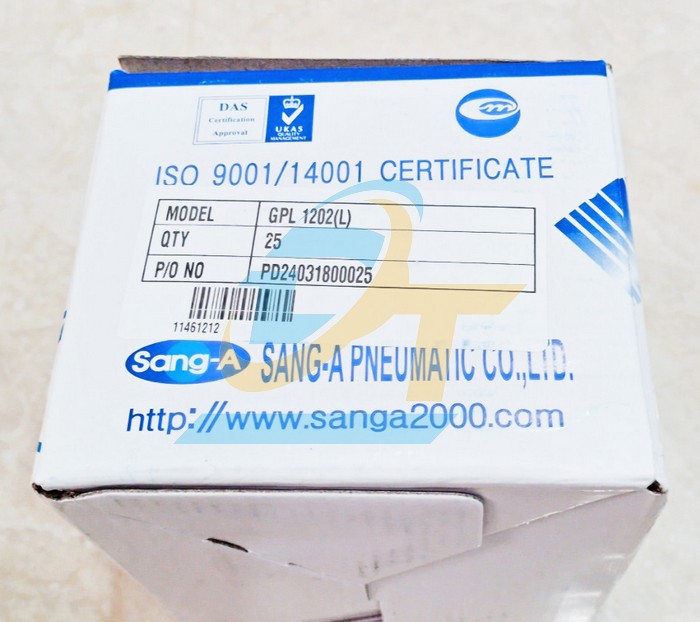 DAS
Certification
Approval
UKAS
QUALITY
MANAGEMENT
ISO 9001/14001 CERTIFICATE
MODEL GPL 1202(L)
QTY 25
P/O NO PD24031800025
11461212
Sang-A SANG-A PNEUMATIC CO.,LTD.
http://www.sanga2000.com